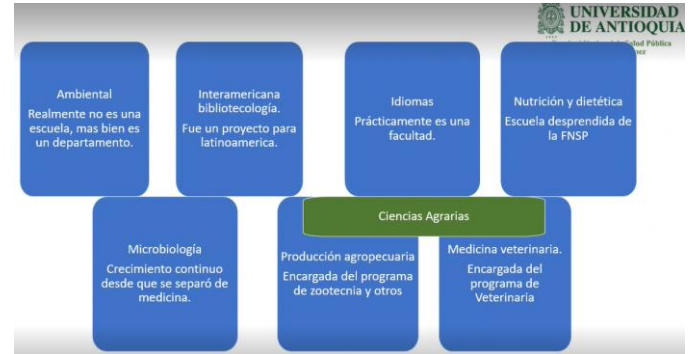 UNIVERSIDAD
DE ANTIOQUIA
Salud Pública
Ambiental
Realmente no es una
escuela, mas bien es
un departamento.
Interamericana
bibliotecología.
Fue un proyecto para
latinoamerica.
Idiomas
Prácticamente es una
facultad.
Nutrición y dietética
Escuela desprendida de
la FNSP
Ciencias Agrarias
Microbiología
Crecimiento continuo
desde que se separó de
medicina.
Producción agropecuaria
Encargada del programa
de zootecnia y otros
Medicina veterinaria.
Encargada del
programa de
Veterinaria